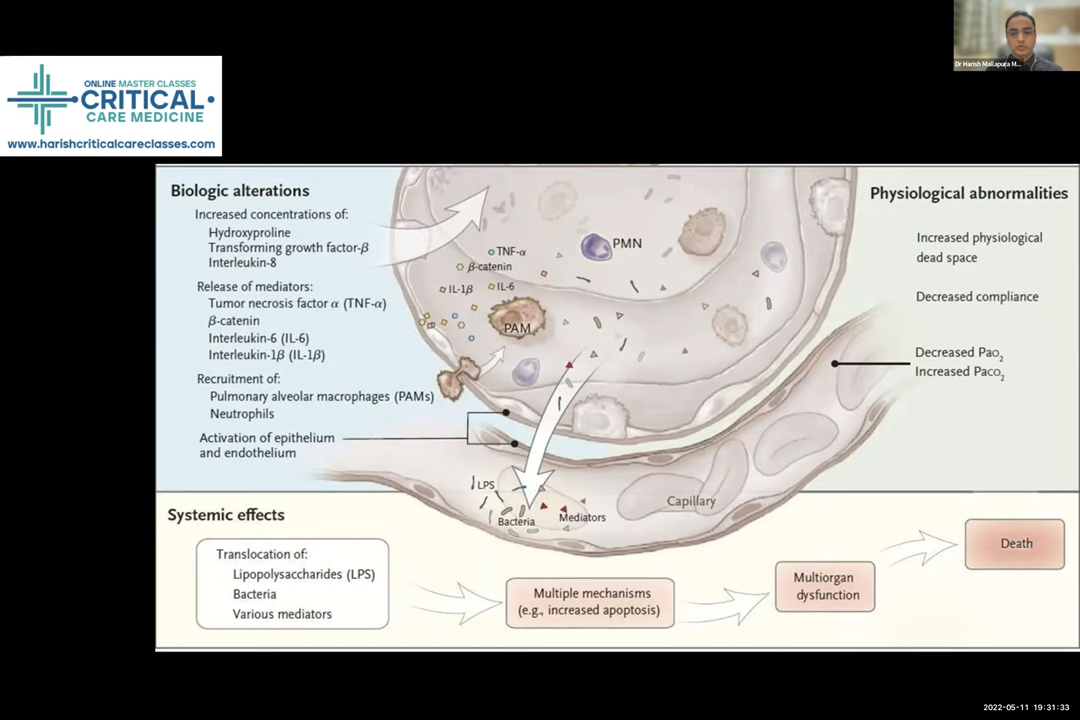 ONLINE MASTER CLASSES
CRITICAL
CARE MEDICINE
www.harishcriticalcareclasses.com
Dr Harish Mallapura M...
Biologic alterations
Increased concentrations of:
Hydroxyproline
Transforming growth factor-β
Interleukin-8
Release of mediators:
Tumor necrosis factor α (TNF-α)
β-catenin
Interleukin-6 (IL-6)
Interleukin-1β (IL-1β)
Recruitment of:
Pulmonary alveolar macrophages (PAMs)
Neutrophils
Activation of epithelium
and endothelium
TNF-α
β-catenin
IL-1β
IL-6
PMN
PAM
LPS
Bacteria
Mediators
Capillary
Physiological abnormalities
Increased physiological
dead space
Decreased compliance
Decreased PaO2
Increased PaCO2
Systemic effects
Translocation of:
Lipopolysaccharides (LPS)
Bacteria
Various mediators
Multiple mechanisms
(e.g., increased apoptosis)
Multiorgan
dysfunction
Death
2022-05-11 19:31:33